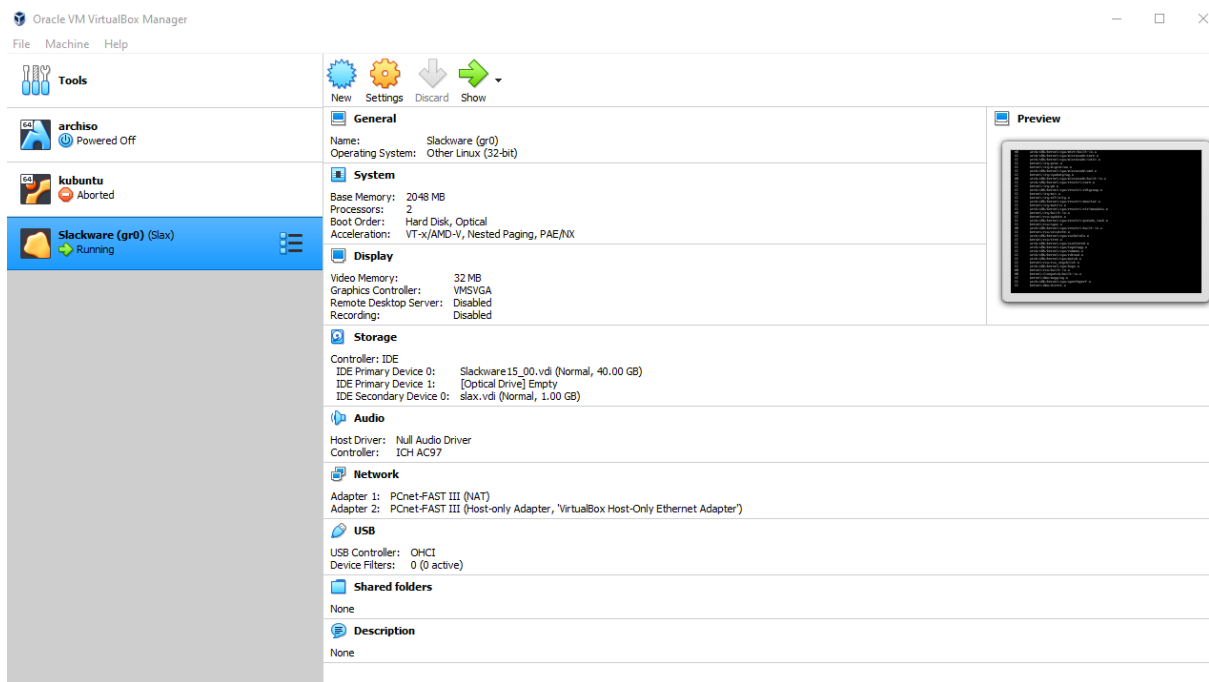 Oracle VM VirtualBox Manager
File Machine Help
Tools
New Settings Discard Show
64 archiso
Powered Off
64 kubuntu
Aborted
Slackware (gr0) (Slax)
Running
General
Name: Slackware (gr0)
Operating System: Other Linux (32-bit)
System
Base Memory: 2048 MB
Processors: 2
Boot Order: Hard Disk, Optical
Acceleration: VT-x/AMD-V, Nested Paging, PAE/NX
Display
Video Memory: 32 MB
Graphics Controller: VMSVGA
Remote Desktop Server: Disabled
Recording: Disabled
Storage
Controller: IDE
IDE Primary Device 0: Slackware15_00.vdi (Normal, 40.00 GB)
IDE Primary Device 1: [Optical Drive] Empty
IDE Secondary Device 0: slax.vdi (Normal, 1.00 GB)
Audio
Host Driver: Null Audio Driver
Controller: ICH AC97
Network
Adapter 1: PCnet-FAST III (NAT)
Adapter 2: PCnet-FAST III (Host-only Adapter, 'VirtualBox Host-Only Ethernet Adapter')
USB
USB Controller: OHCI
Device Filters: 0 (0 active)
Shared folders
None
Description
None
Preview